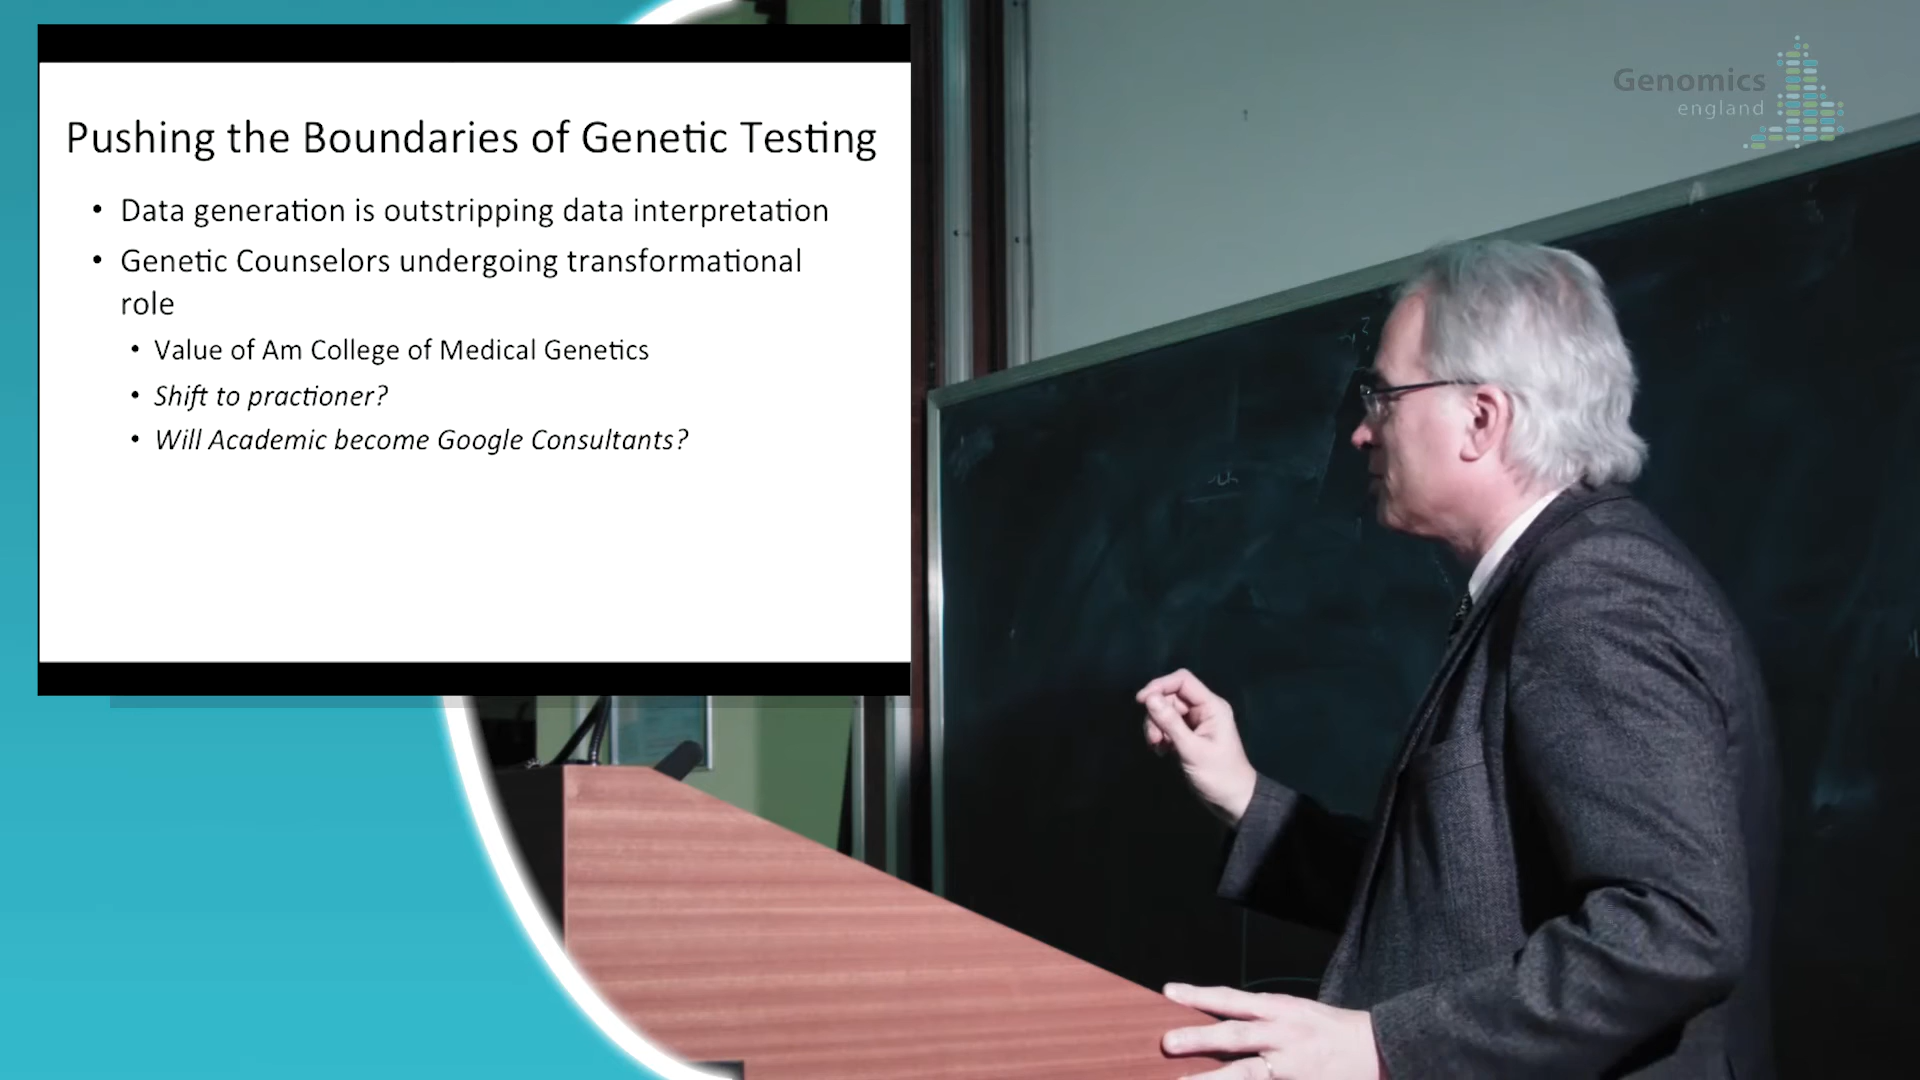 Pushing the Boundaries of Genetic Testing
• Data generation is outstripping data interpretation
• Genetic Counselors undergoing transformational
role
• Value of Am College of Medical Genetics
• Shift to practioner?
• Will Academic become Google Consultants?
Genomics
england